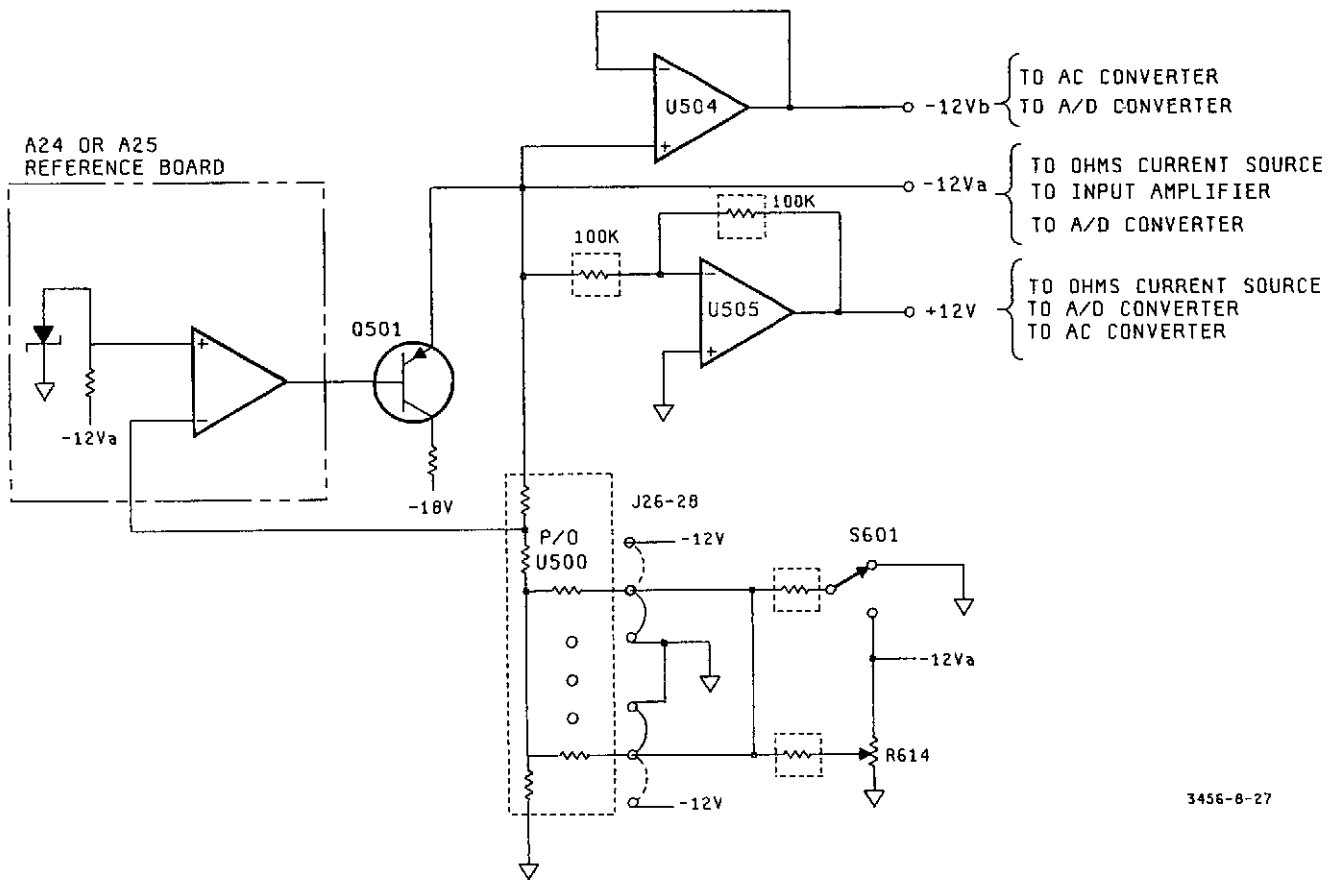 U504
-12Vb
TO AC CONVERTER
TO A/D CONVERTER
A24 OR A25
REFERENCE BOARD
-12Va
TO OHMS CURRENT SOURCE
TO INPUT AMPLIFIER
TO A/D CONVERTER
100K
100K
U505
+12V
TO OHMS CURRENT SOURCE
TO A/D CONVERTER
TO AC CONVERTER
Q501
-12Va
-18V
J26-28
P/O
U500
-12V
S601
-12Va
R614
-12V
3456-8-27